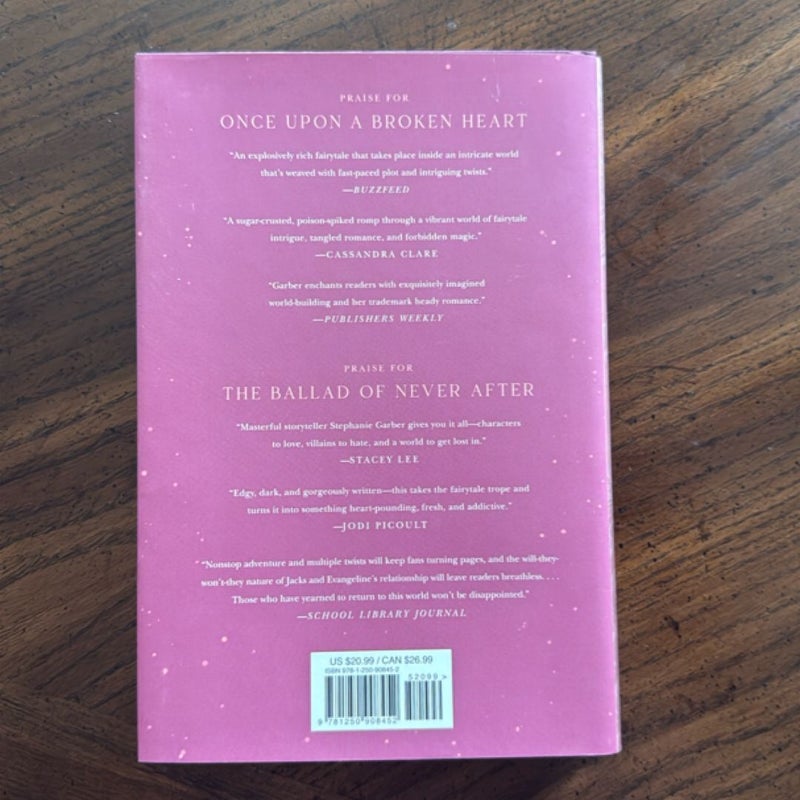 PRAISE FOR
ONCE UPON A BROKEN HEART
“An explosively rich fairytale that takes place inside an intricate world
that’s weaved with fast-paced plot and intriguing twists.”
—BUZZFEED
“A sugar-crusted, poison-spiked romp through a vibrant world of fairytale
intrigue, tangled romance, and forbidden magic.”
—CASSANDRA CLARE
“Garber enchants readers with exquisitely imagined
world-building and her trademark heady romance.”
—PUBLISHERS WEEKLY
PRAISE FOR
THE BALLAD OF NEVER AFTER
“Masterful storyteller Stephanie Garber gives you it all—characters
to love, villains to hate, and a world to get lost in.”
—STACEY LEE
“Edgy, dark, and gorgeously written—this takes the fairytale trope and
turns it into something heart-pounding, fresh, and addictive.”
—JODI PICOULT
“Nonstop adventure and multiple twists will keep fans turning pages, and the will-they-
won’t-they nature of Jacks and Evangeline’s relationship will leave readers breathless. . . .
Those who have yearned to return to this world won’t be disappointed.”
—SCHOOL LIBRARY JOURNAL
US $20.99 / CAN $26.99
ISBN 978-1-250-90845-2
52099>
9 781250 908452